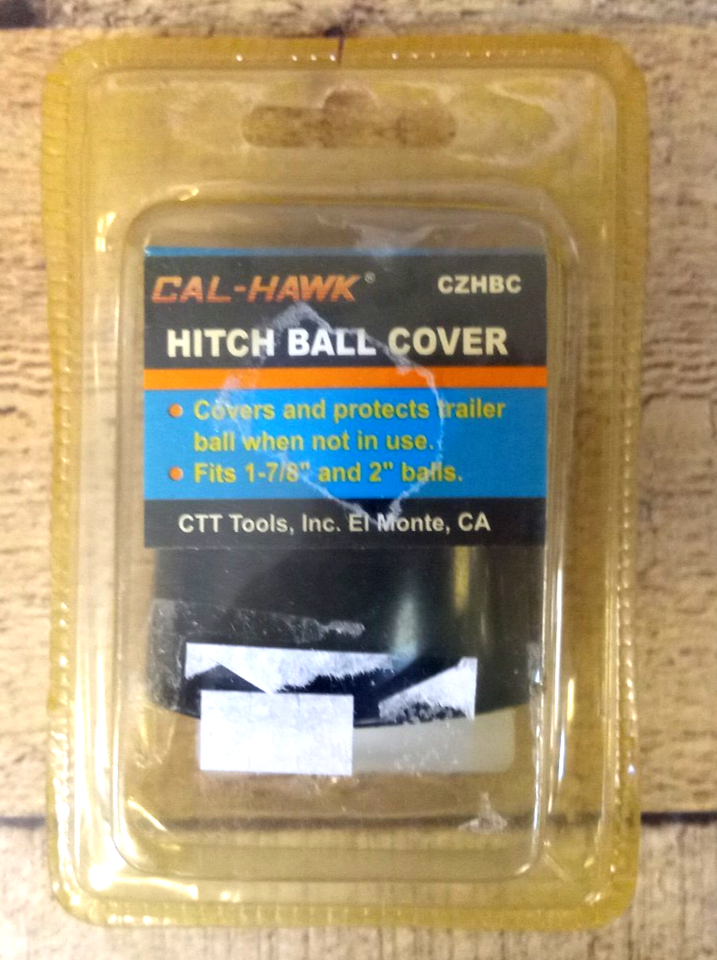 CAL-HAWK® CZHBC
HITCH BALL COVER
• Covers and protects trailer
ball when not in use.
• Fits 1-7/8" and 2" balls.
CTT Tools, Inc. El Monte, CA